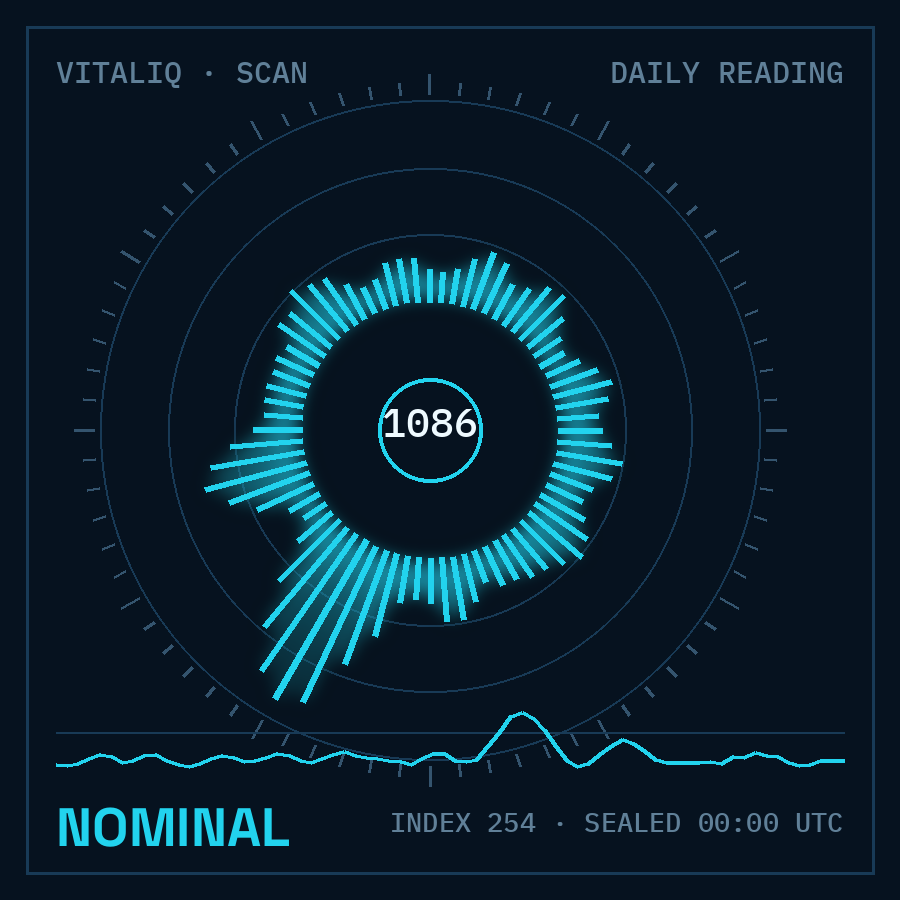 VITALIQ · SCAN
DAILY READING
1086
NOMINAL
INDEX 254 · SEALED 00:00 UTC